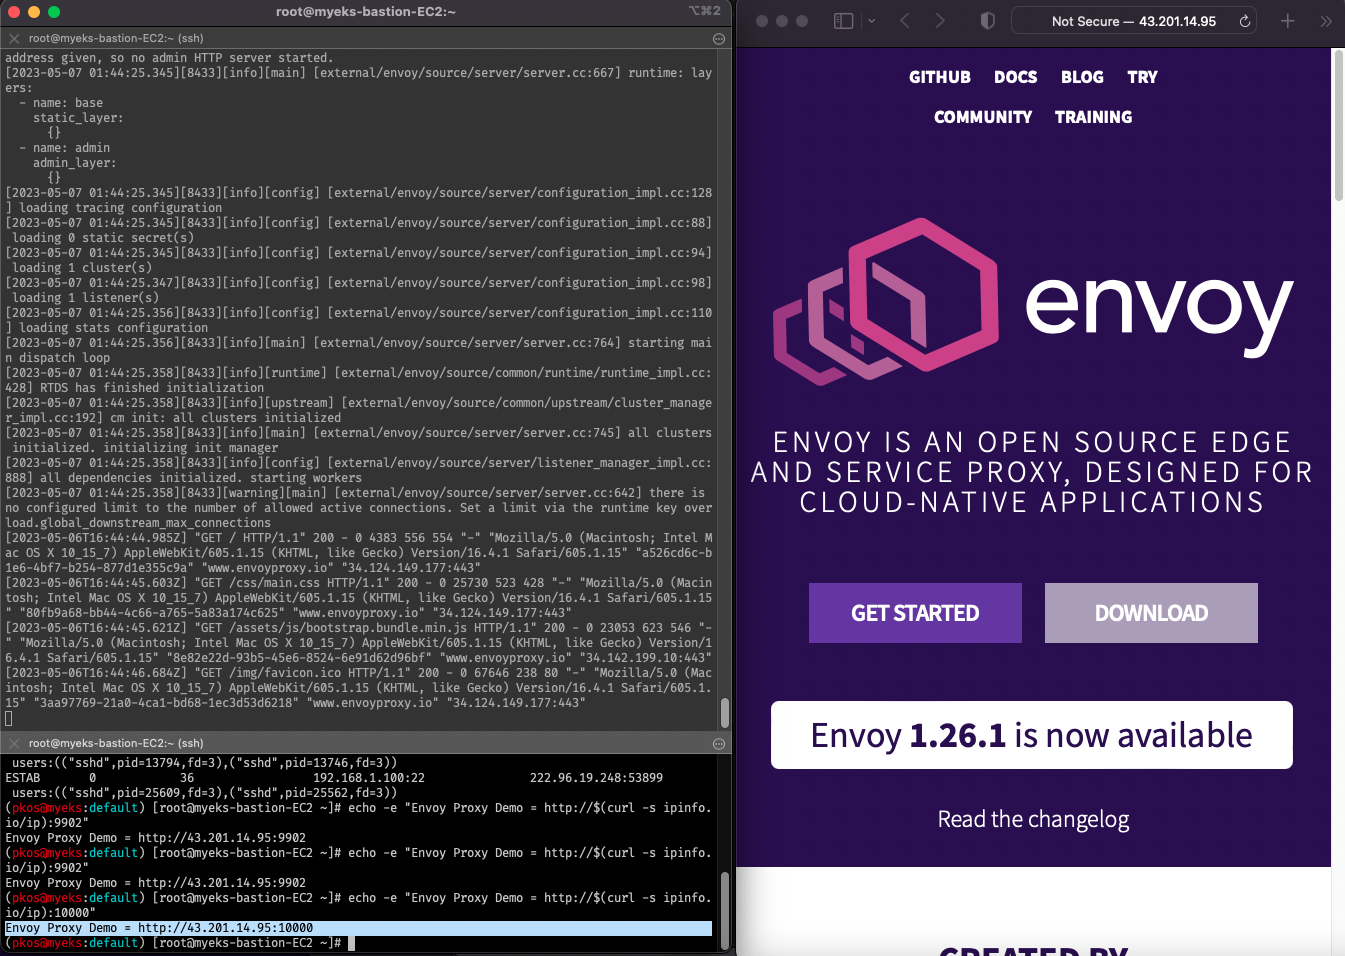 root@myeks-bastion-EC2:~
⌥⌘2
root@myeks-bastion-EC2:~ (ssh)
address given, so no admin HTTP server started.
[2023-05-07 01:44:25.345][8433][info][main] [external/envoy/source/server/server.cc:667] runtime: lay
ers:
  - name: base
    static_layer:
      {}
  - name: admin
    admin_layer:
      {}
[2023-05-07 01:44:25.345][8433][info][config] [external/envoy/source/server/configuration_impl.cc:128
] loading tracing configuration
[2023-05-07 01:44:25.345][8433][info][config] [external/envoy/source/server/configuration_impl.cc:88]
 loading 0 static secret(s)
[2023-05-07 01:44:25.345][8433][info][config] [external/envoy/source/server/configuration_impl.cc:94]
 loading 1 cluster(s)
[2023-05-07 01:44:25.347][8433][info][config] [external/envoy/source/server/configuration_impl.cc:98]
 loading 1 listener(s)
[2023-05-07 01:44:25.356][8433][info][config] [external/envoy/source/server/configuration_impl.cc:110
] loading stats configuration
[2023-05-07 01:44:25.356][8433][info][main] [external/envoy/source/server/server.cc:764] starting mai
n dispatch loop
[2023-05-07 01:44:25.358][8433][info][runtime] [external/envoy/source/common/runtime/runtime_impl.cc:
428] RTDS has finished initialization
[2023-05-07 01:44:25.358][8433][info][upstream] [external/envoy/source/common/upstream/cluster_manage
r_impl.cc:192] cm init: all clusters initialized
[2023-05-07 01:44:25.358][8433][info][main] [external/envoy/source/server/server.cc:745] all clusters
 initialized. initializing init manager
[2023-05-07 01:44:25.358][8433][info][config] [external/envoy/source/server/listener_manager_impl.cc:
888] all dependencies initialized. starting workers
[2023-05-07 01:44:25.358][8433][warning][main] [external/envoy/source/server/server.cc:642] there is
no configured limit to the number of allowed active connections. Set a limit via the runtime key over
load.global_downstream_max_connections
[2023-05-06T16:44:44.985Z] "GET / HTTP/1.1" 200 - 0 4383 556 554 "-" "Mozilla/5.0 (Macintosh; Intel M
ac OS X 10_15_7) AppleWebKit/605.1.15 (KHTML, like Gecko) Version/16.4.1 Safari/605.1.15" "a526cd6c-b
1e6-4bf7-b254-877d1e355c9a" "www.envoyproxy.io" "34.124.149.177:443"
[2023-05-06T16:44:45.603Z] "GET /css/main.css HTTP/1.1" 200 - 0 25730 523 428 "-" "Mozilla/5.0 (Macin
tosh; Intel Mac OS X 10_15_7) AppleWebKit/605.1.15 (KHTML, like Gecko) Version/16.4.1 Safari/605.1.15
" "80fb9a68-bb44-4c66-a765-5a83a174c625" "www.envoyproxy.io" "34.124.149.177:443"
[2023-05-06T16:44:45.621Z] "GET /assets/js/bootstrap.bundle.min.js HTTP/1.1" 200 - 0 23053 623 546 "-
" "Mozilla/5.0 (Macintosh; Intel Mac OS X 10_15_7) AppleWebKit/605.1.15 (KHTML, like Gecko) Version/1
6.4.1 Safari/605.1.15" "8e82e22d-93b5-45e6-8524-6e91d62d96bf" "www.envoyproxy.io" "34.142.199.10:443"
[2023-05-06T16:44:46.684Z] "GET /img/favicon.ico HTTP/1.1" 200 - 0 67646 238 80 "-" "Mozilla/5.0 (Mac
intosh; Intel Mac OS X 10_15_7) AppleWebKit/605.1.15 (KHTML, like Gecko) Version/16.4.1 Safari/605.1.
15" "3aa97769-21a0-4ca1-bd68-1ec3d53d6218" "www.envoyproxy.io" "34.124.149.177:443"
root@myeks-bastion-EC2:~ (ssh)
 users:(("sshd",pid=13794,fd=3),("sshd",pid=13746,fd=3))
ESTAB 0 36 192.168.1.100:22 222.96.19.248:53899
 users:(("sshd",pid=25609,fd=3),("sshd",pid=25562,fd=3))
(pkos@myeks:default) [root@myeks-bastion-EC2 ~]# echo -e "Envoy Proxy Demo = http://$(curl -s ipinfo.
io/ip):9902"
Envoy Proxy Demo = http://43.201.14.95:9902
(pkos@myeks:default) [root@myeks-bastion-EC2 ~]# echo -e "Envoy Proxy Demo = http://$(curl -s ipinfo.
io/ip):9902"
Envoy Proxy Demo = http://43.201.14.95:9902
(pkos@myeks:default) [root@myeks-bastion-EC2 ~]# echo -e "Envoy Proxy Demo = http://$(curl -s ipinfo.
io/ip):10000"
Envoy Proxy Demo = http://43.201.14.95:10000
(pkos@myeks:default) [root@myeks-bastion-EC2 ~]#
Not Secure — 43.201.14.95
GITHUB DOCS BLOG TRY
COMMUNITY TRAINING
envoy
ENVOY IS AN OPEN SOURCE EDGE
AND SERVICE PROXY, DESIGNED FOR
CLOUD-NATIVE APPLICATIONS
GET STARTED DOWNLOAD
Envoy 1.26.1 is now available
Read the changelog
CREATED BY